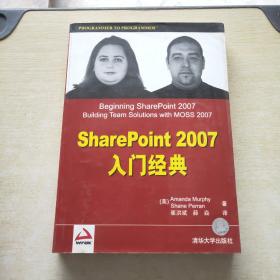 PROGRAMMER TO PROGRAMMER
Beginning SharePoint 2007
Building Team Solutions with MOSS 2007
SharePoint 2007
入门经典
[美] Amanda Murphy
Shane Perran 著
崔洪斌 薛焱 译
wrox
清华大学出版社